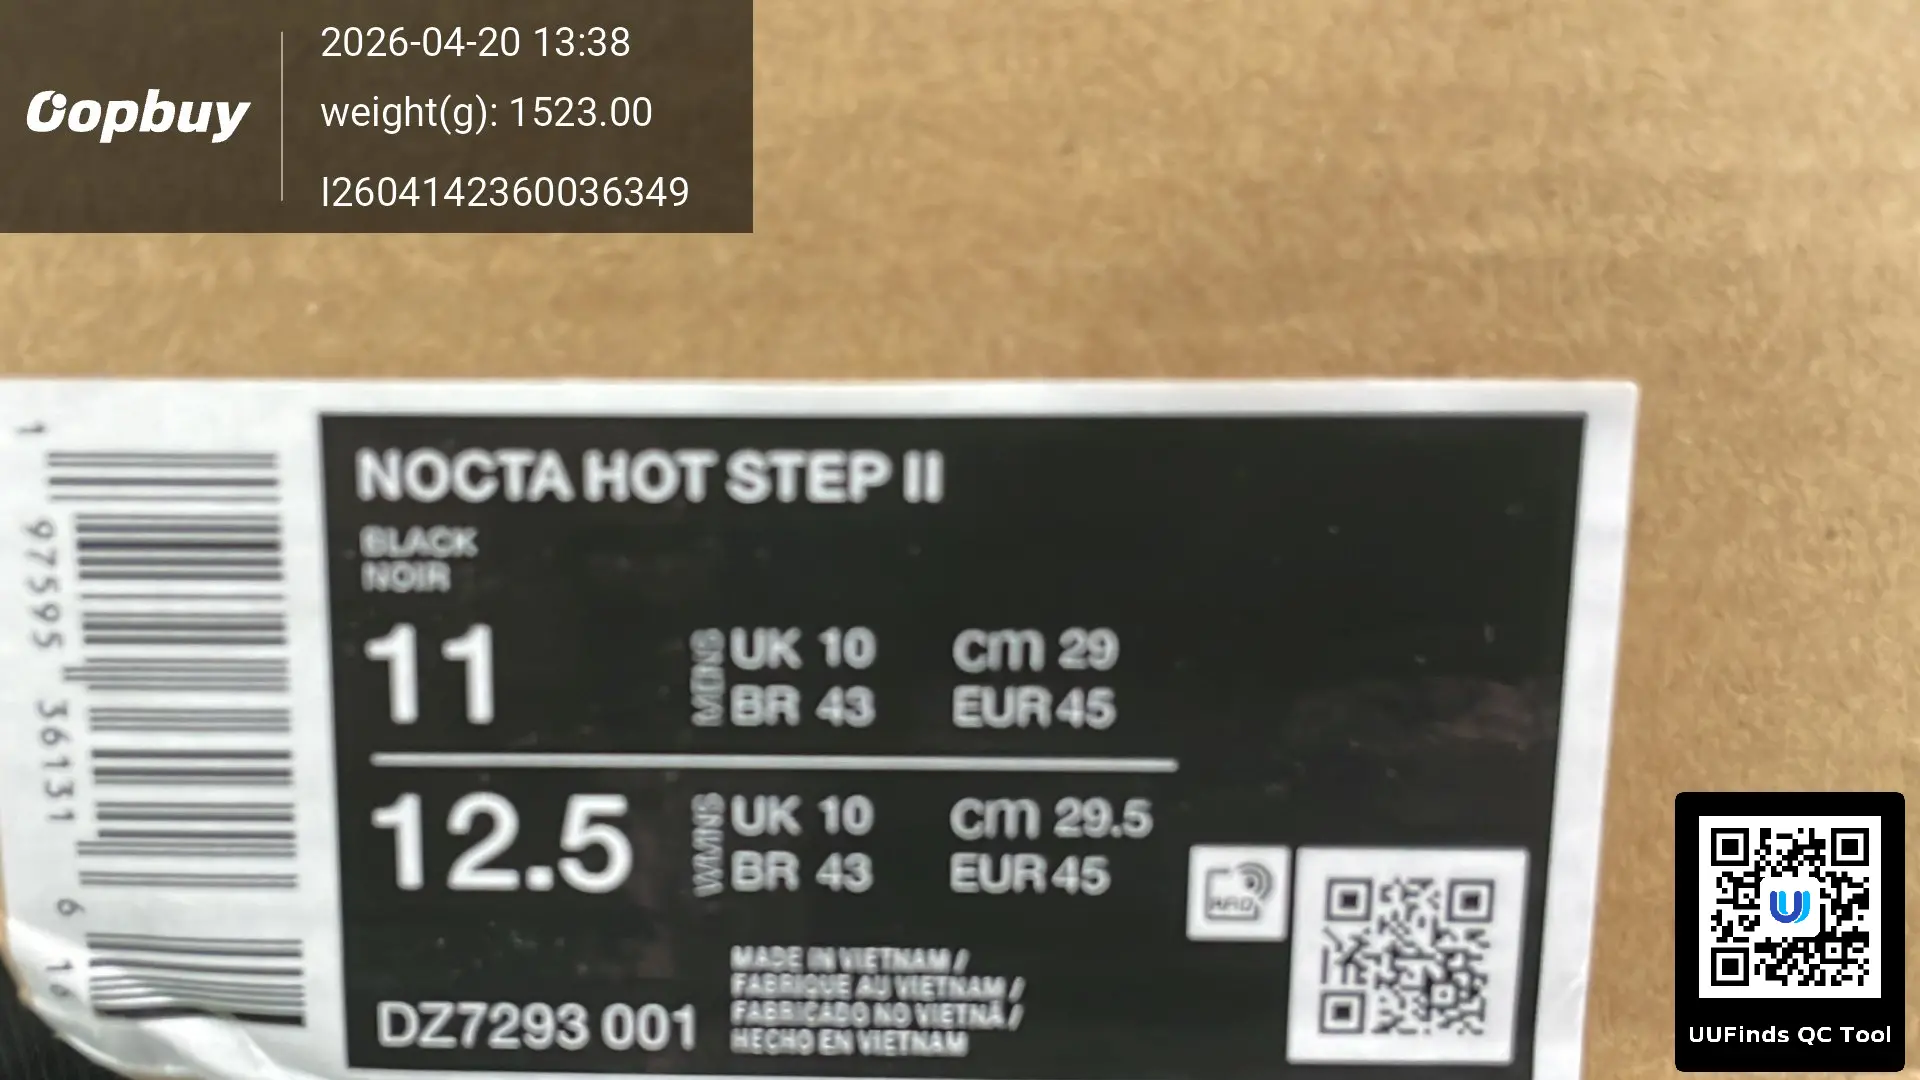 Oopbuy
2026-04-20 13:38
weight(g): 1523.00
I2604142360036349
NOCTA HOT STEP II
BLACK
NOIR
11
MENS
UK 10
cm 29
BR 43
EUR 45
12.5
WMNS
UK 10
cm 29.5
BR 43
EUR 45
RFID
DZ7293 001
MADE IN VIETNAM /
FABRIQUE AU VIETNAM /
FABRICADO NO VIETNÃ /
HECHO EN VIETNAM
1 97595 36131 6
16
UUFinds QC Tool